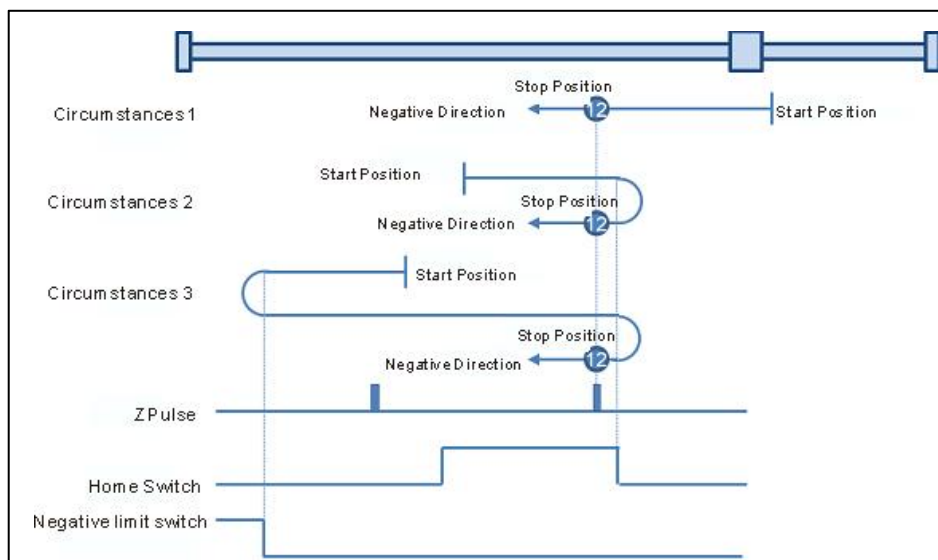 Stop Position
Circumstances 1
Negative Direction
12
Start Position
Start Position
Circumstances 2
Stop Position
Negative Direction
12
Start Position
Circumstances 3
Stop Position
Negative Direction
12
Z Pulse
Home Switch
Negative limit switch